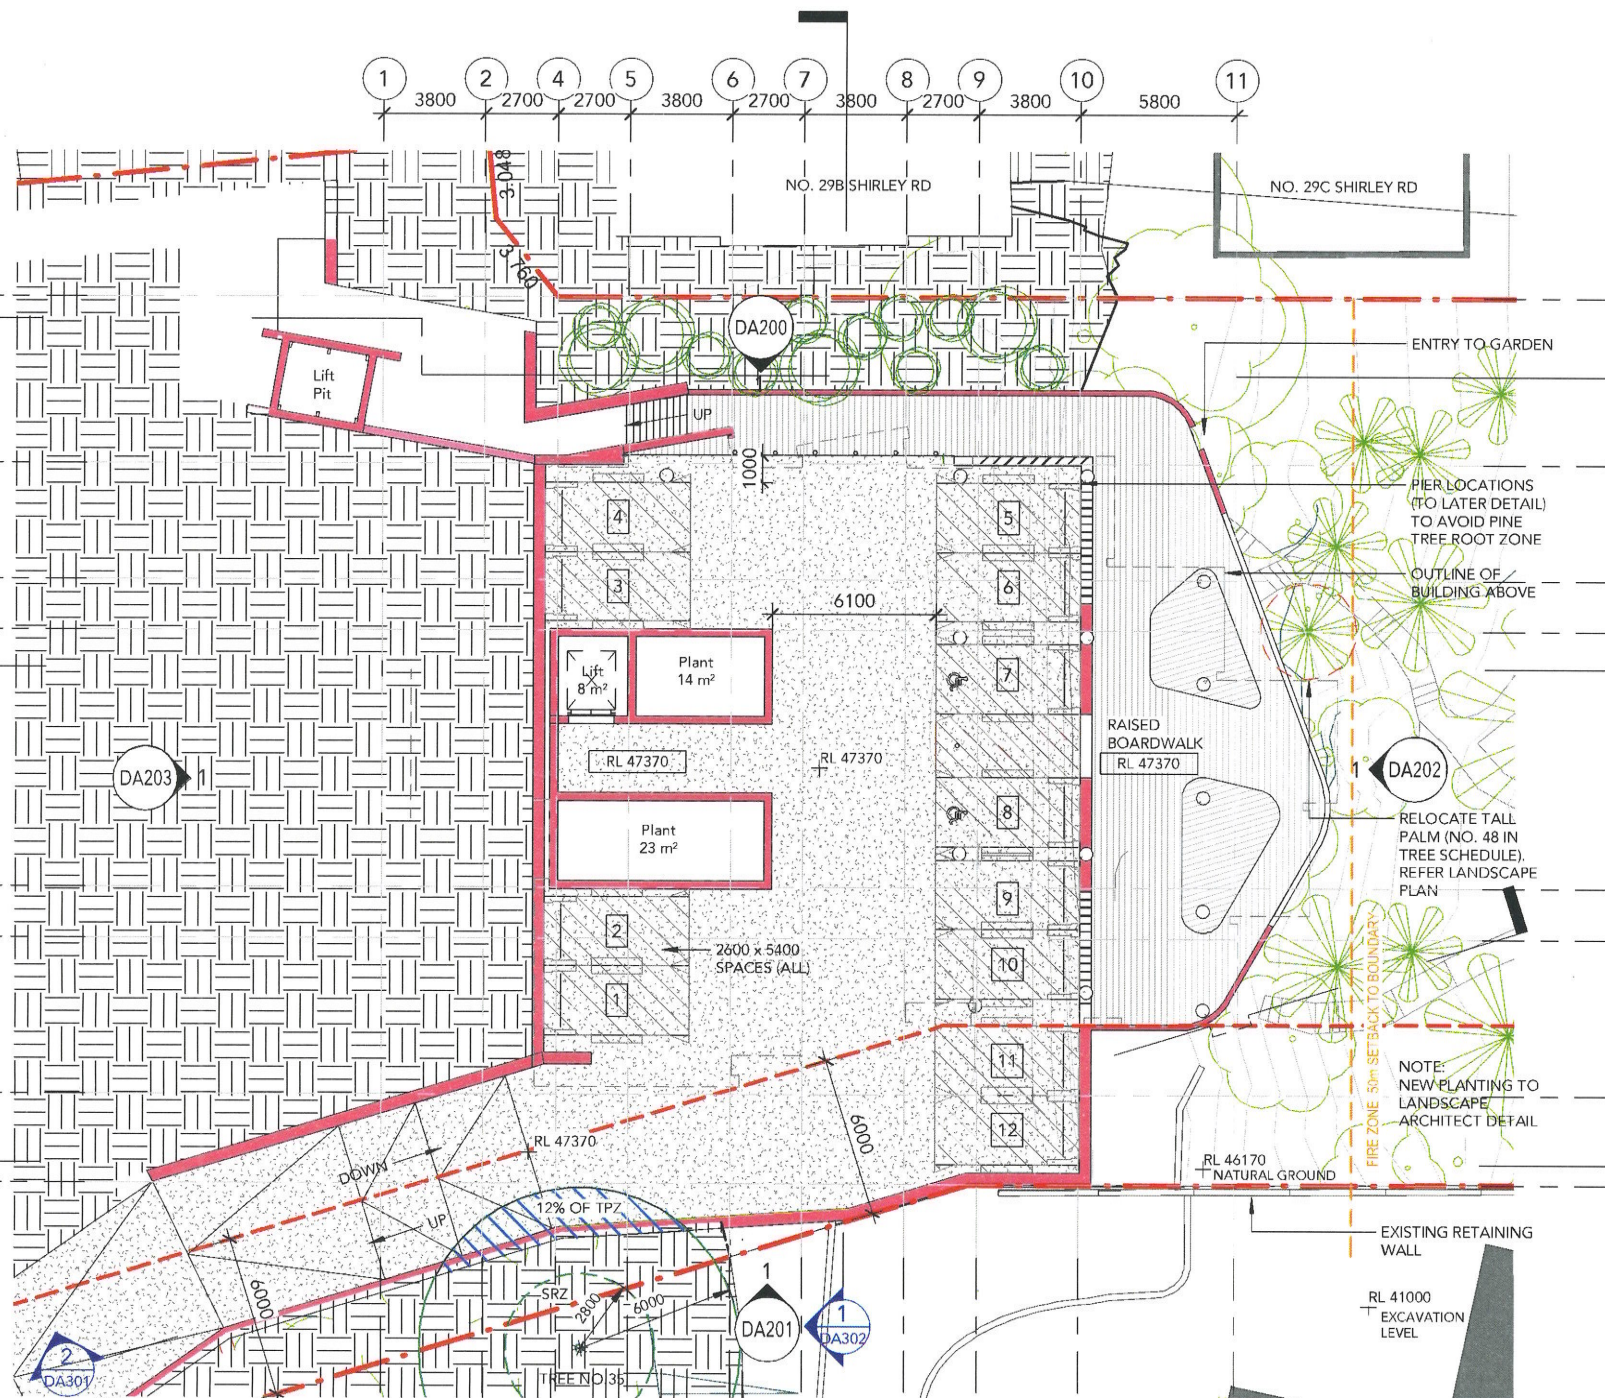 1 2 4 5 6 7 8 9 10 11
3800 2700 2700 3800 2700 3800 2700 3800 5800
3.048
3.760
NO. 29B SHIRLEY RD
NO. 29C SHIRLEY RD
DA200
1
ENTRY TO GARDEN
Lift
Pit
UP
1000
4
5
PIER LOCATIONS
(TO LATER DETAIL)
TO AVOID PINE
TREE ROOT ZONE
3
6
OUTLINE OF
BUILDING ABOVE
6100
Lift
8 m²
Plant
14 m²
7
RAISED
BOARDWALK
RL 47370
RL 47370
RL 47370
DA203
1
1
DA202
Plant
23 m²
8
RELOCATE TALL
PALM (NO. 48 IN
TREE SCHEDULE).
REFER LANDSCAPE
PLAN
9
2
2600 x 5400
SPACES (ALL)
10
1
FIRE ZONE 50m SETBACK TO BOUNDARY
11
12
NOTE:
NEW PLANTING TO
LANDSCAPE
ARCHITECT DETAIL
6000
RL 47370
DOWN
UP
12% OF TPZ
RL 46170
NATURAL GROUND
EXISTING RETAINING
WALL
6000
SRZ
2800
6000
1
DA201
1
DA302
RL 41000
EXCAVATION
LEVEL
2
DA301
TREE NO.35